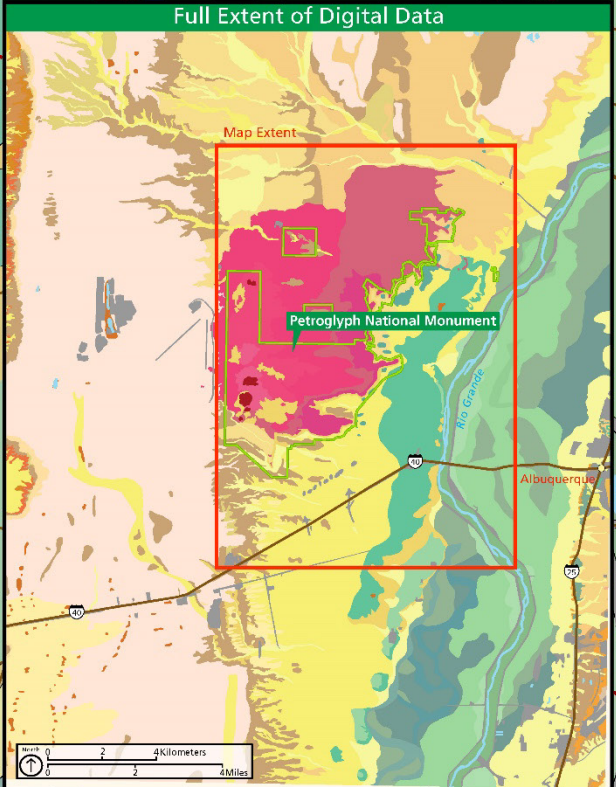 Full Extent of Digital Data
Map Extent
Petroglyph National Monument
Rio Grande
40
Albuquerque
25
40
North
0 2 4 Kilometers
0 2 4 Miles